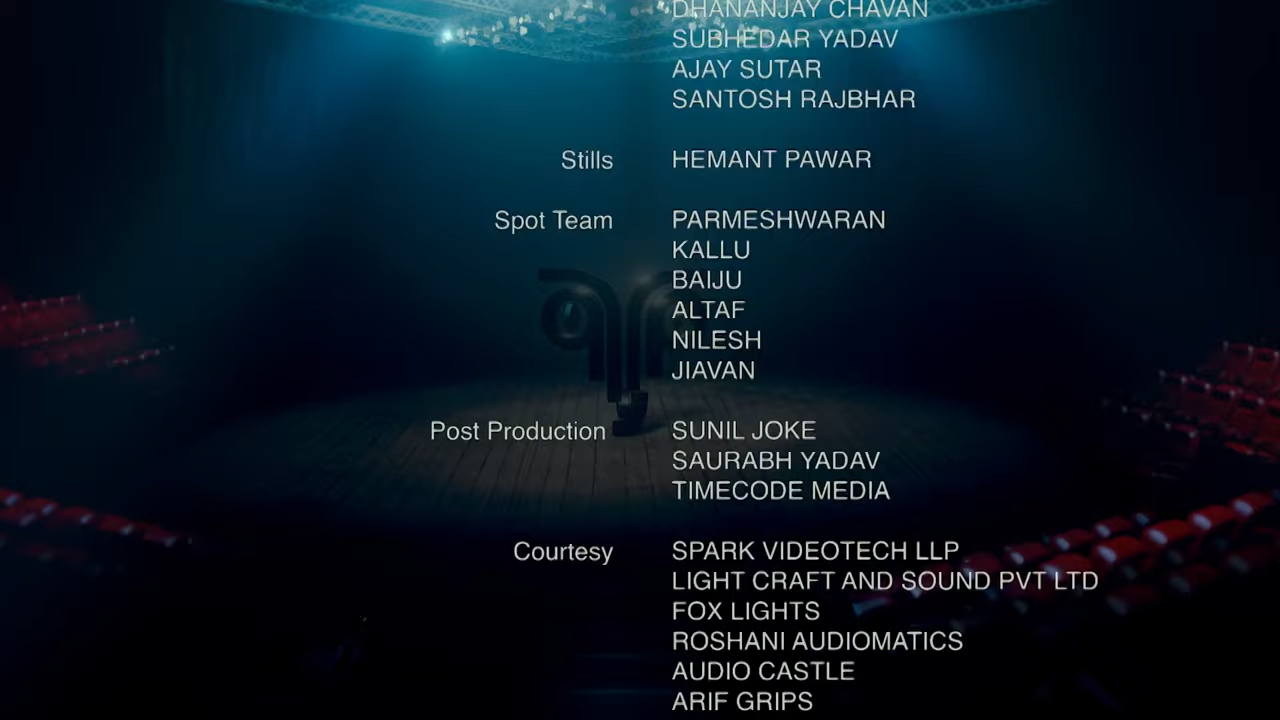 DHANANJAY CHAVAN
SUBHEDAR YADAV
AJAY SUTAR
SANTOSH RAJBHAR
Stills HEMANT PAWAR
Spot Team PARMESHWARAN
KALLU
BAIJU
ALTAF
NILESH
JIAVAN
Post Production SUNIL JOKE
SAURABH YADAV
TIMECODE MEDIA
Courtesy SPARK VIDEOTECH LLP
LIGHT CRAFT AND SOUND PVT LTD
FOX LIGHTS
ROSHANI AUDIOMATICS
AUDIO CASTLE
ARIF GRIPS